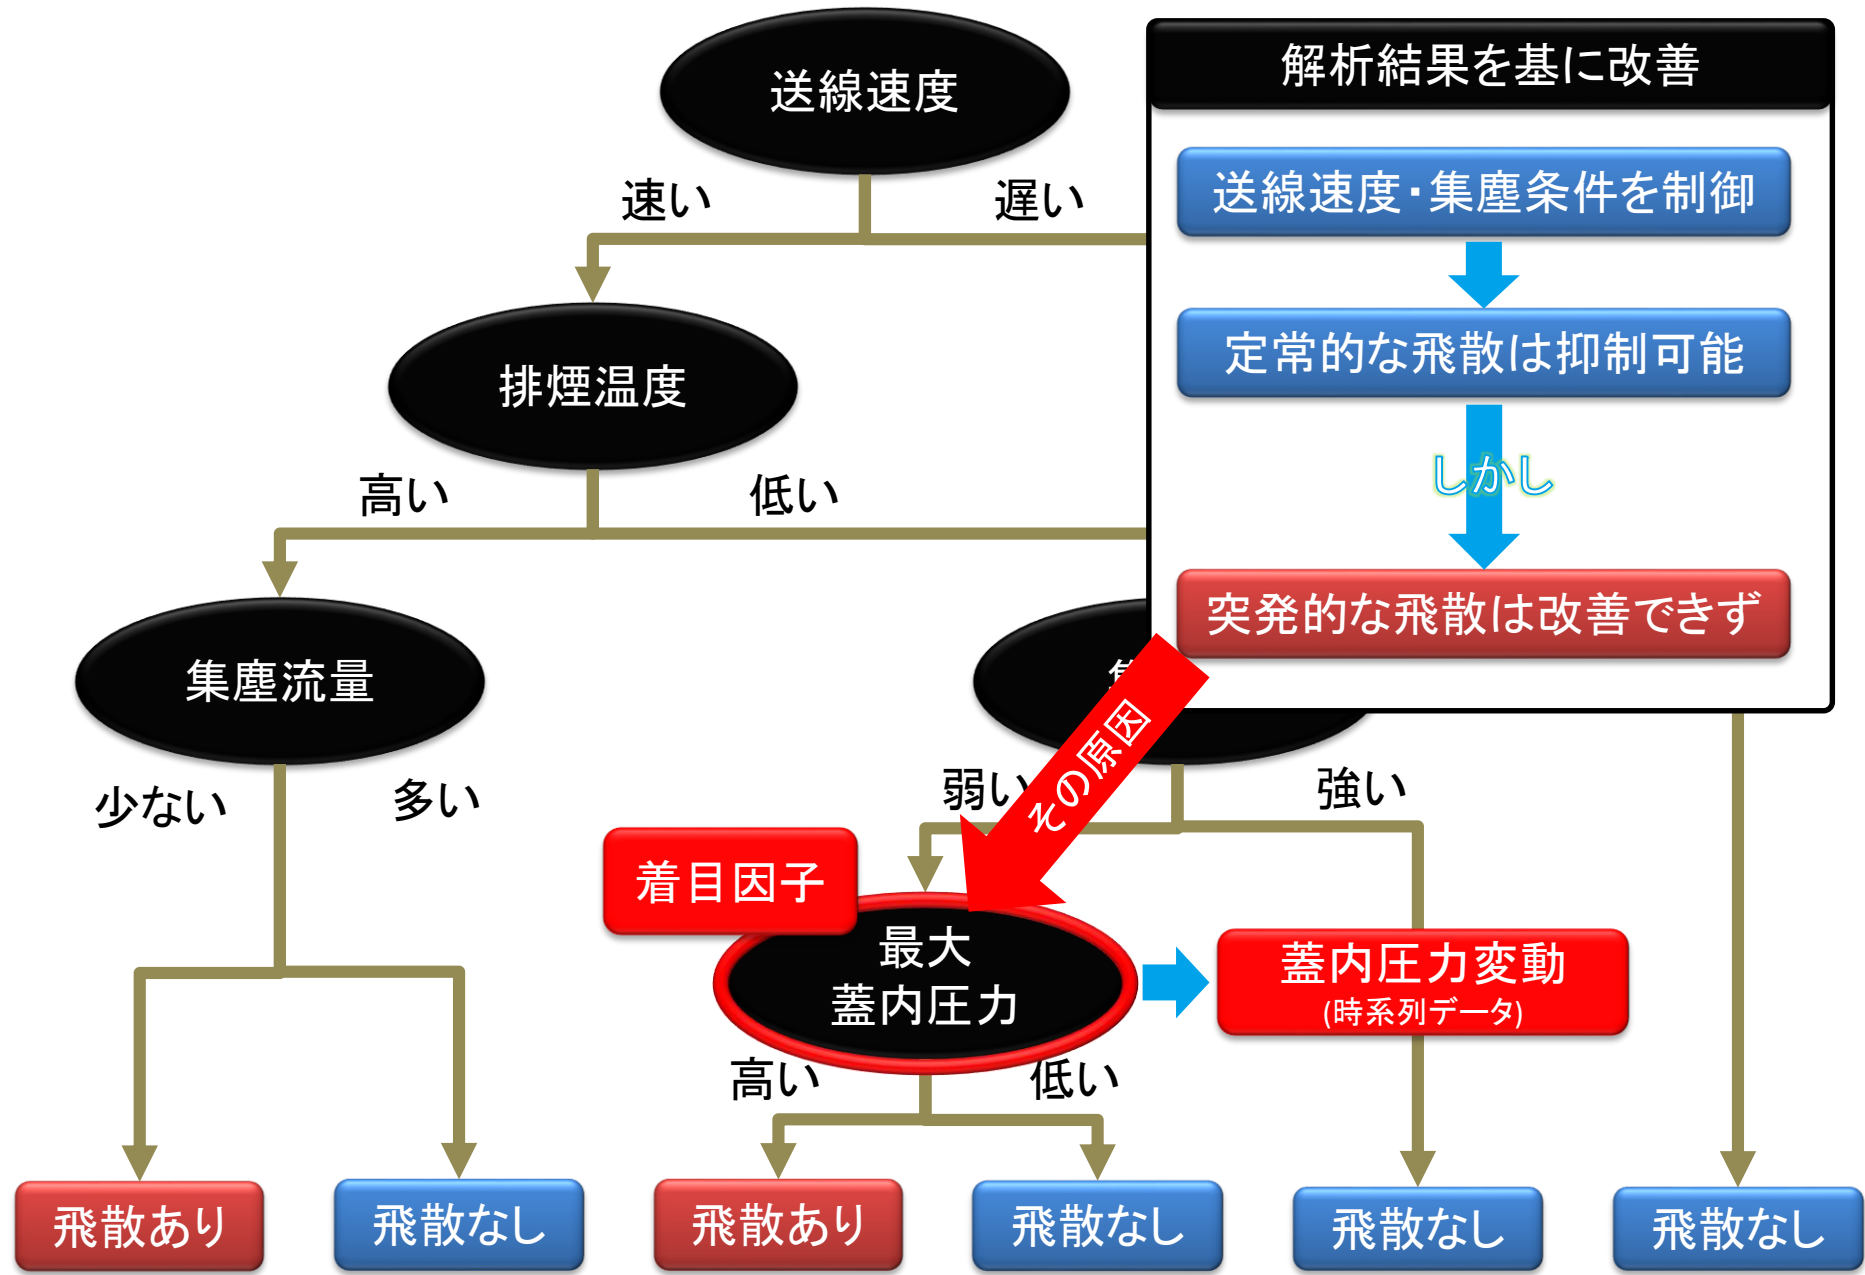 送線速度
解析結果を基に改善
速い
遅い
送線速度・集塵条件を制御
定常的な飛散は抑制可能
排煙温度
高い
低い
しかし
突発的な飛散は改善できず
集塵流量
その原因
少ない
多い
弱い
強い
着目因子
最大
蓋内圧力
蓋内圧力変動
(時系列データ)
高い
低い
飛散あり
飛散なし
飛散あり
飛散なし
飛散なし
飛散なし